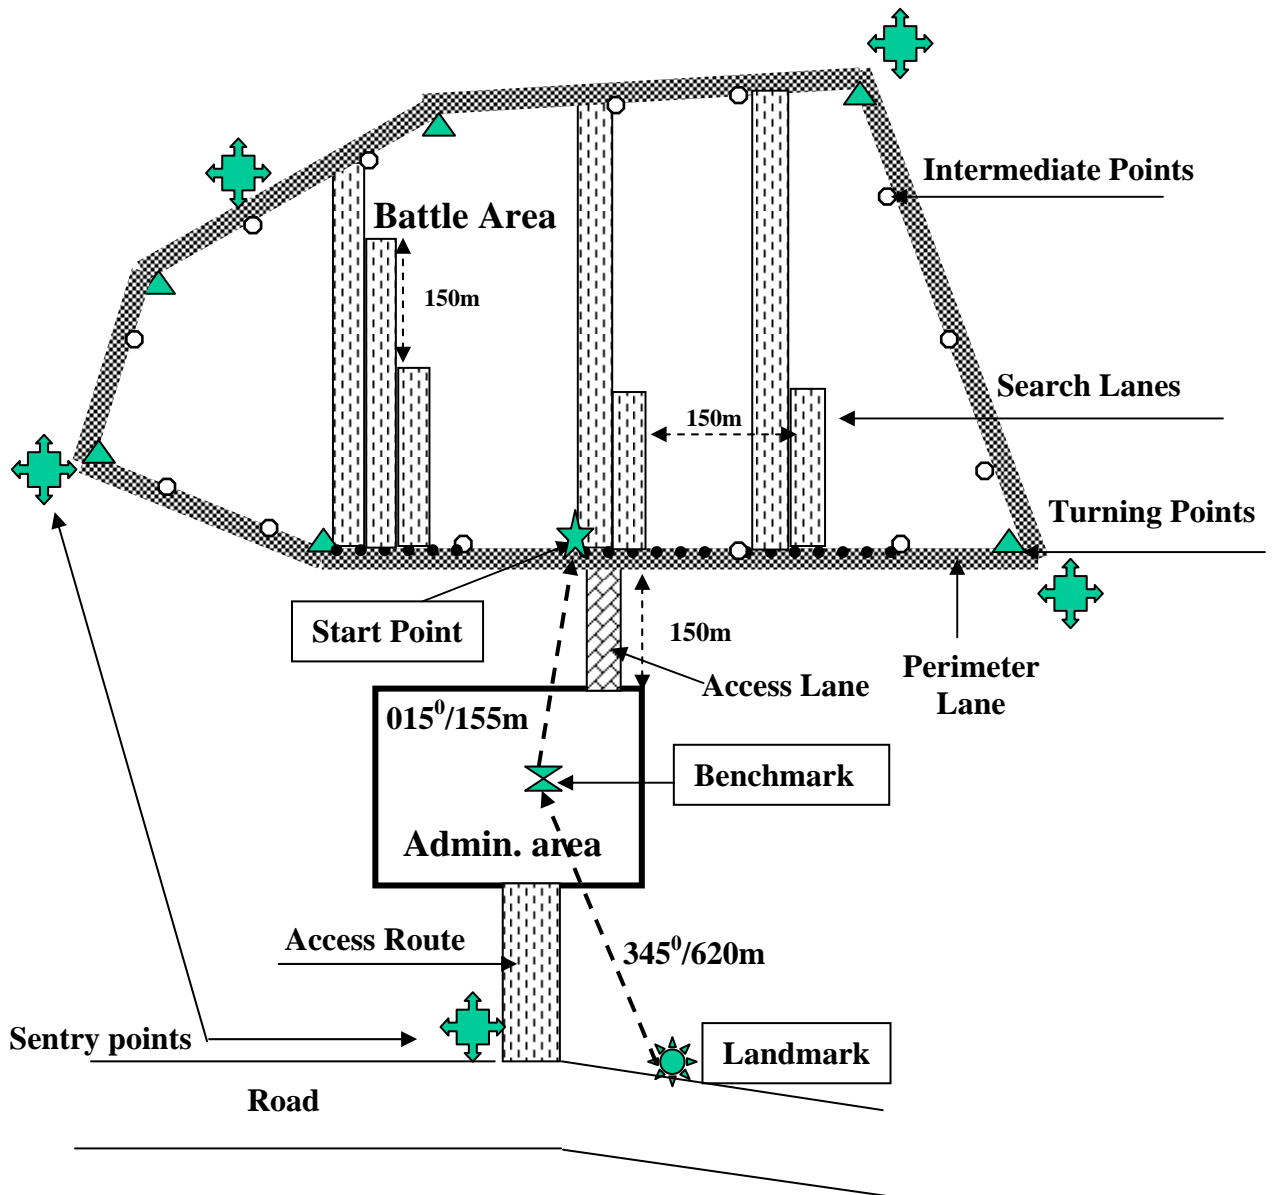 Intermediate Points
Battle Area
150m
Search Lanes
150m
Turning Points
Start Point
150m
Perimeter
Lane
Access Lane
015⁰/155m
Benchmark
Admin. area
Access Route
345⁰/620m
Sentry points
Landmark
Road